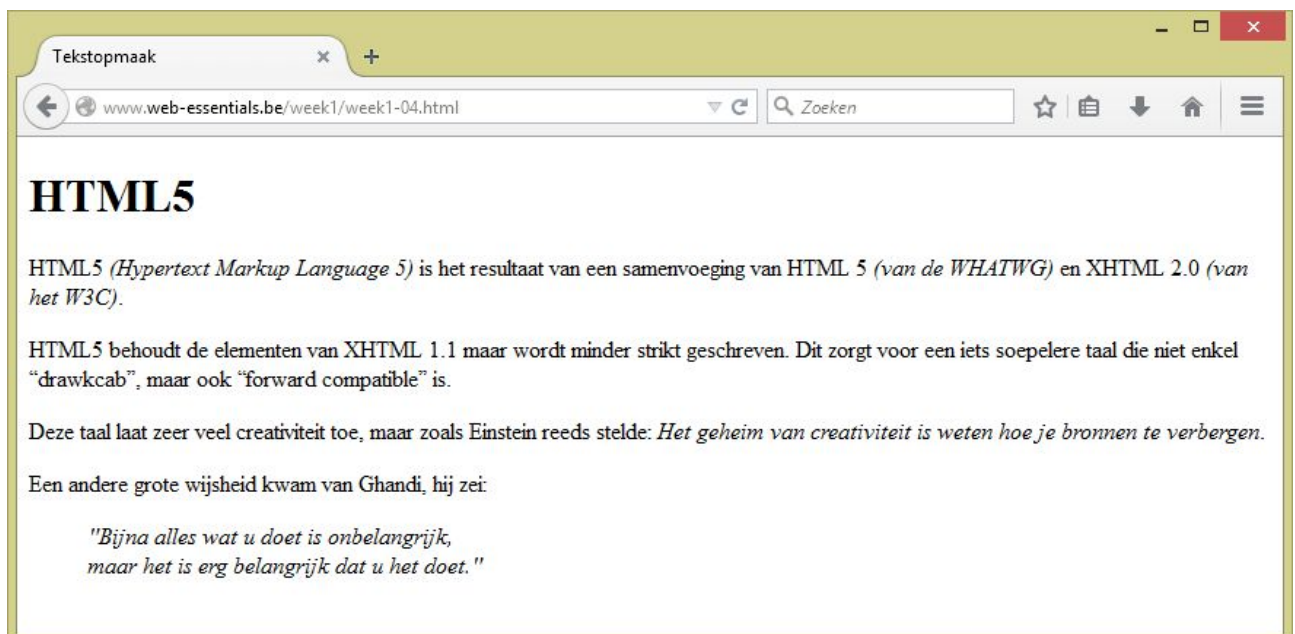 Tekstopmaak
www.web-essentials.be/week1/week1-04.html
Zoeken
HTML5
HTML5 (Hypertext Markup Language 5) is het resultaat van een samenvoeging van HTML 5 (van de WHATWG) en XHTML 2.0 (van
het W3C).
HTML5 behoudt de elementen van XHTML 1.1 maar wordt minder strikt geschreven. Dit zorgt voor een iets soepelere taal die niet enkel
“drawkcab”, maar ook “forward compatible” is.
Deze taal laat zeer veel creativiteit toe, maar zoals Einstein reeds stelde: Het geheim van creativiteit is weten hoe je bronnen te verbergen.
Een andere grote wijsheid kwam van Ghandi, hij zei:
"Bijna alles wat u doet is onbelangrijk,
maar het is erg belangrijk dat u het doet."